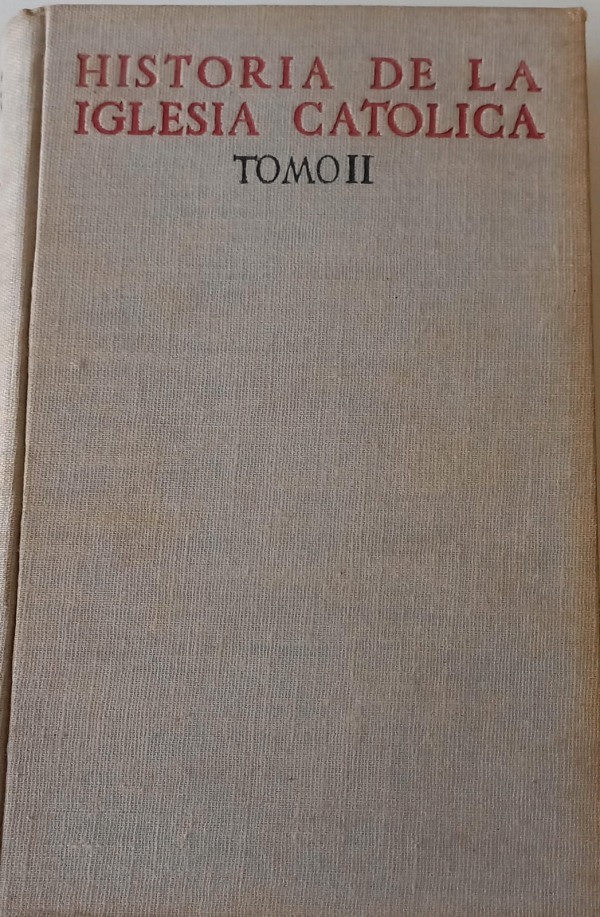 HISTORIA DE LA
IGLESIA CATOLICA
TOMO II